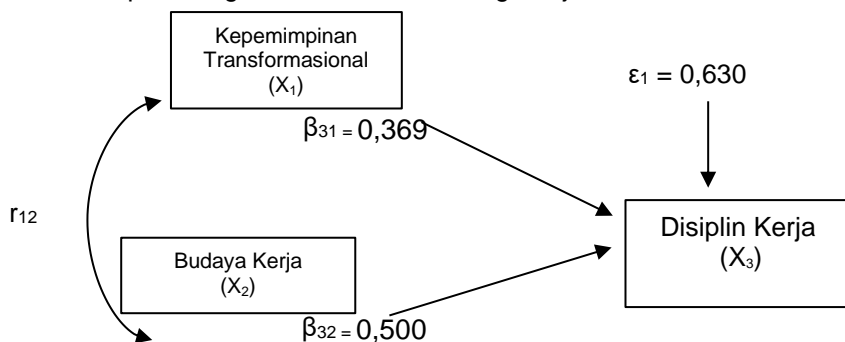 Kepemimpinan
Transformasional
(X₁)
ε₁ = 0,630
β₃₁ = 0,369
r₁₂
Disiplin Kerja
(X₃)
Budaya Kerja
(X₂)
β₃₂ = 0,500